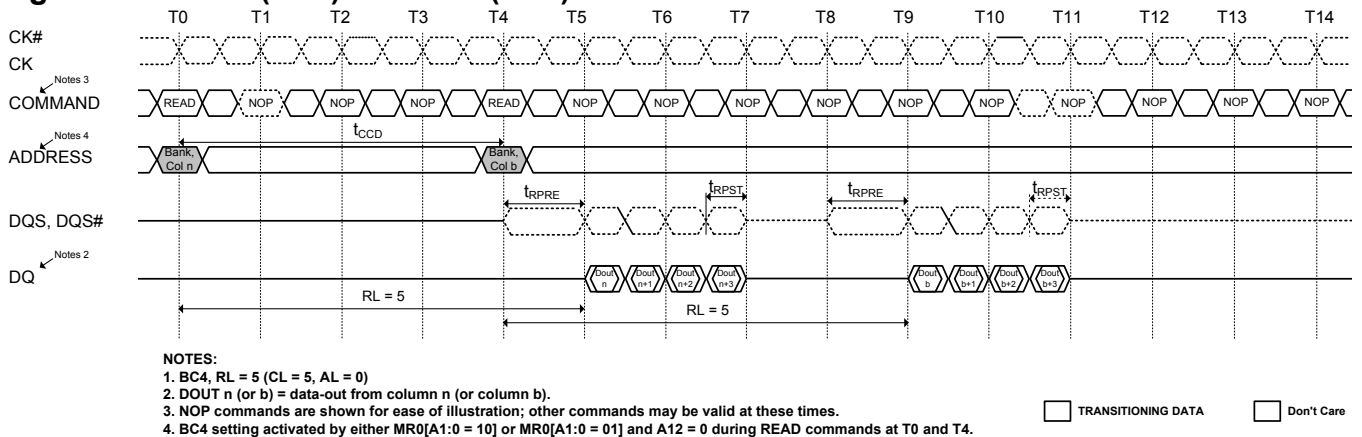 T0 T1 T2 T3 T4 T5 T6 T7 T8 T9 T10 T11 T12 T13 T14
CK#
CK
Notes 3
COMMAND READ NOP NOP NOP READ NOP NOP NOP NOP NOP NOP NOP NOP NOP NOP
tCCD
Notes 4
ADDRESS Bank, Col n Bank, Col b
tRPRE tRPST tRPRE tRPST
DQS, DQS#
Notes 2
DQ Dout n Dout n+1 Dout n+2 Dout n+3 Dout b Dout b+1 Dout b+2 Dout b+3
RL = 5
RL = 5
NOTES:
1. BC4, RL = 5 (CL = 5, AL = 0)
2. DOUT n (or b) = data-out from column n (or column b).
3. NOP commands are shown for ease of illustration; other commands may be valid at these times.
4. BC4 setting activated by either MR0[A1:0 = 10] or MR0[A1:0 = 01] and A12 = 0 during READ commands at T0 and T4.
TRANSITIONING DATA Don't Care